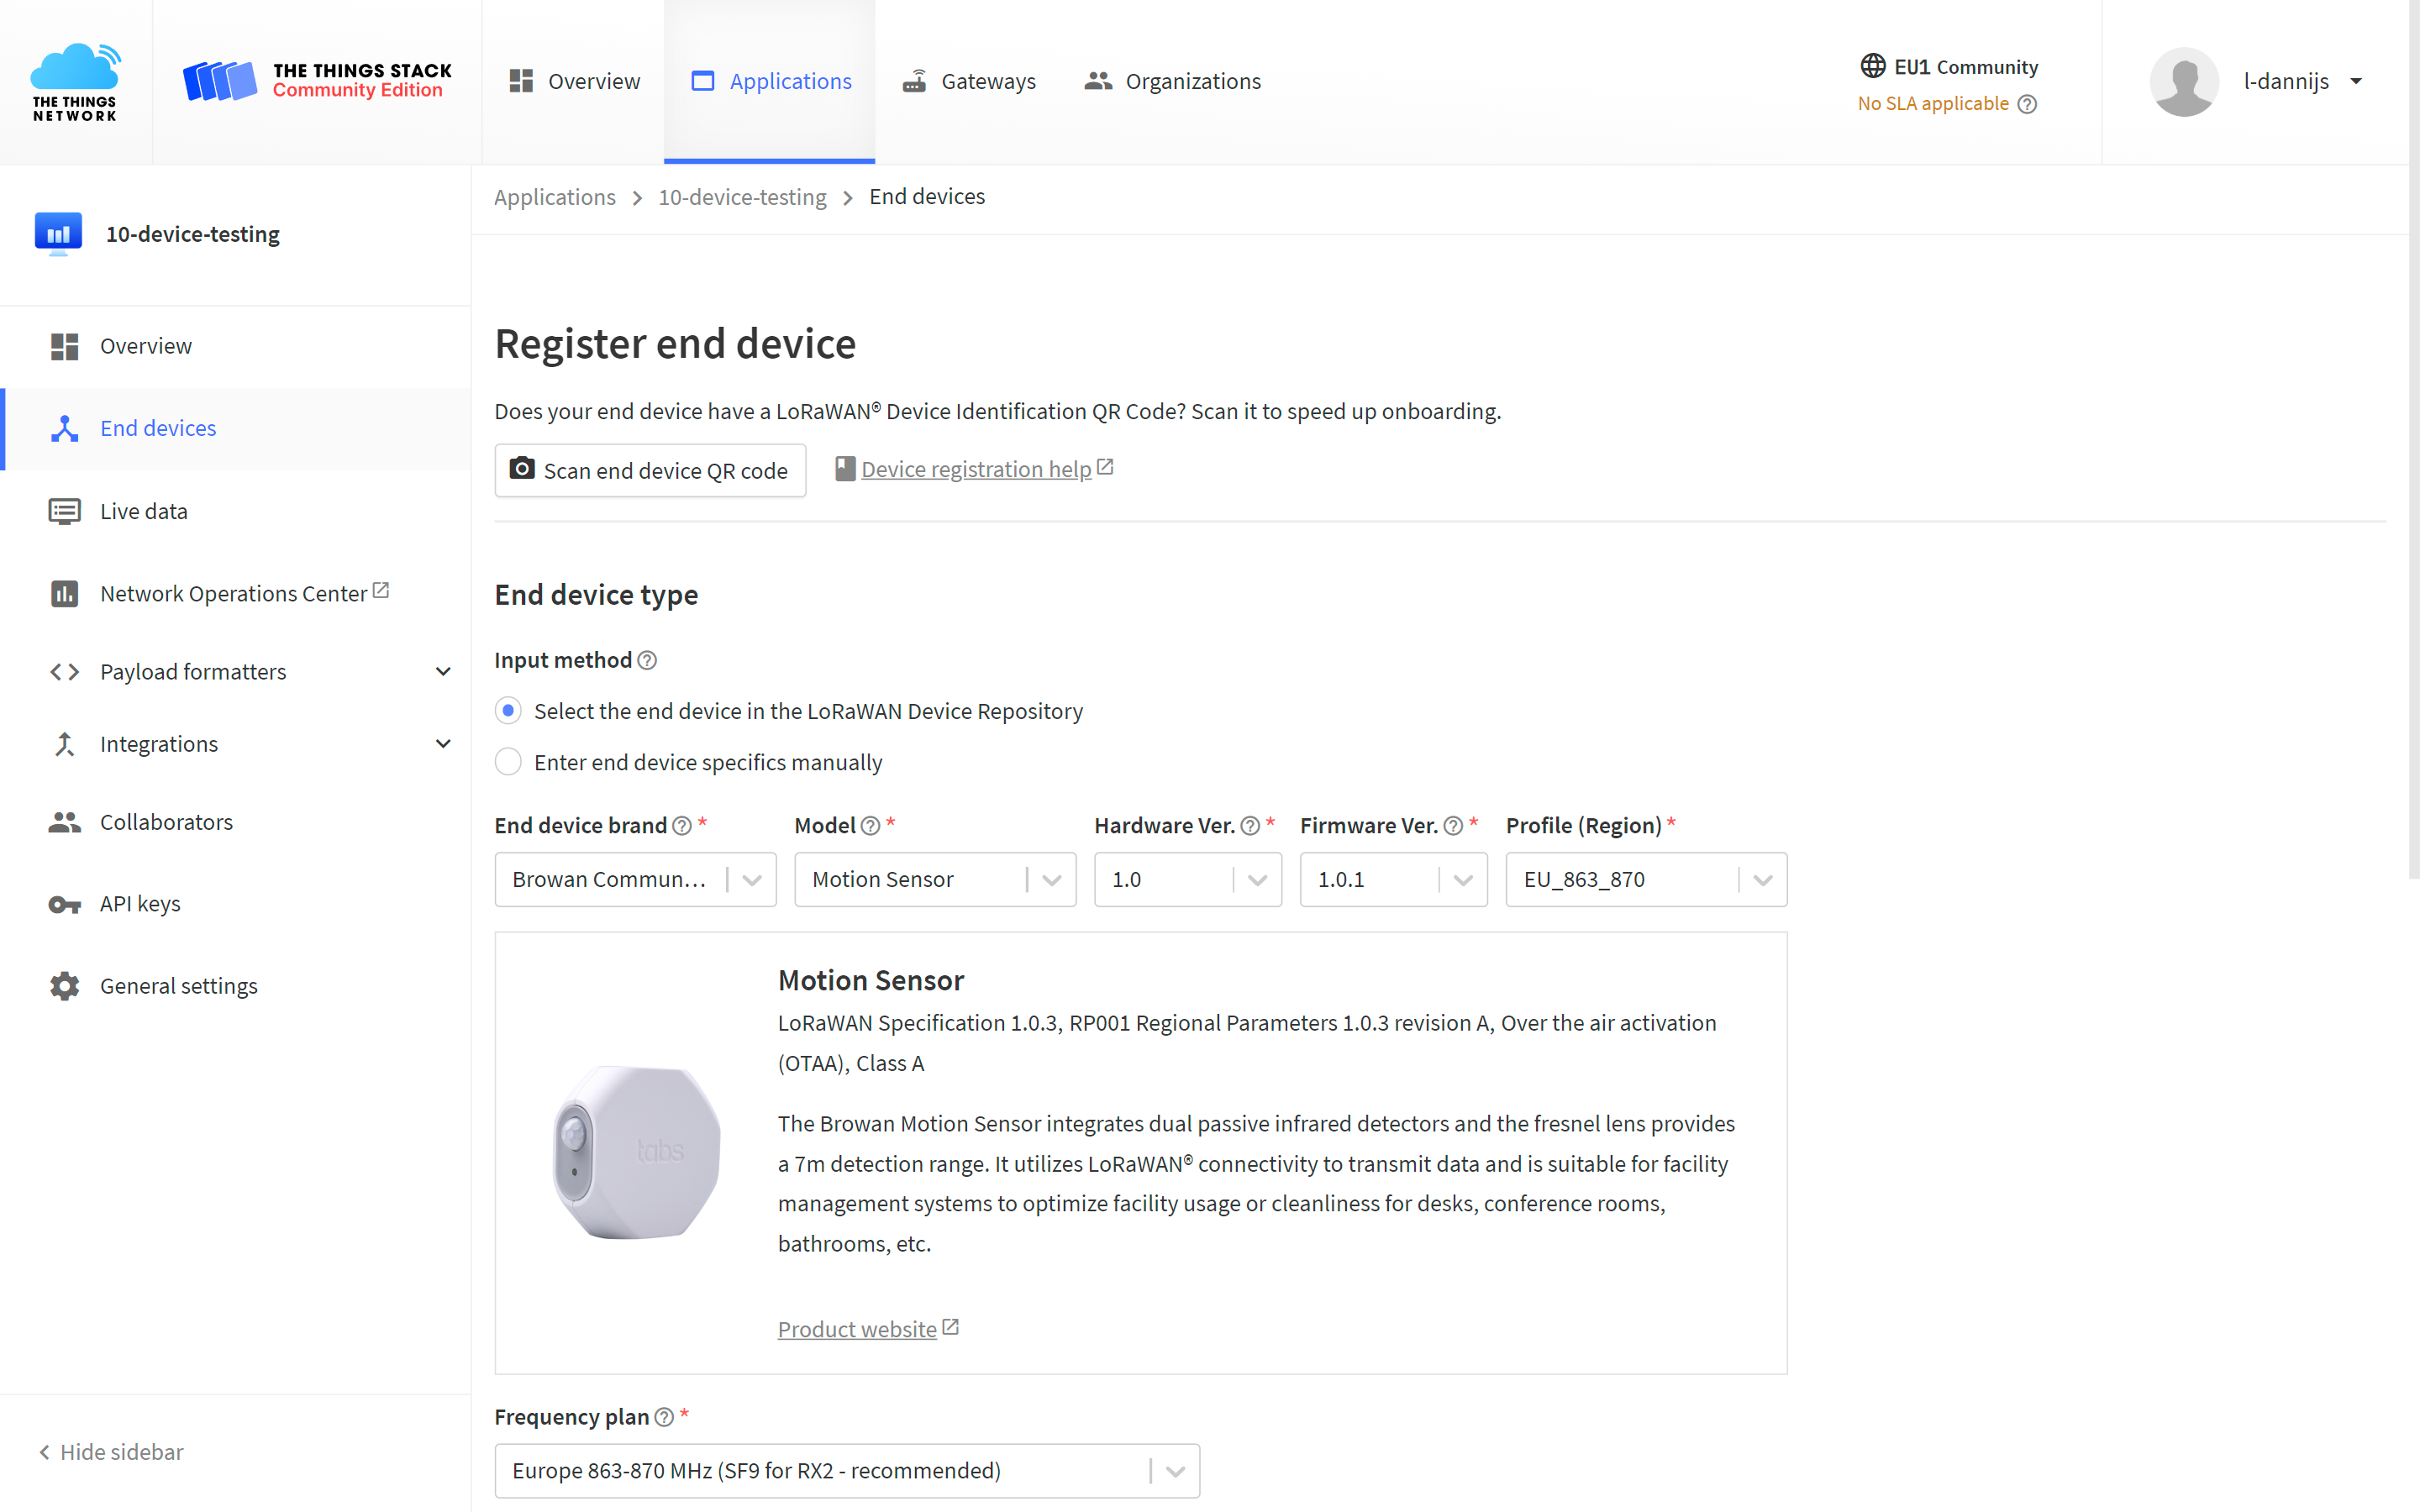 THE THINGS
NETWORK
THE THINGS STACK
Community Edition
Overview
Applications
Gateways
Organizations
EU1 Community
No SLA applicable
l-dannijs
10-device-testing
Overview
End devices
Live data
Network Operations Center
Payload formatters
Integrations
Collaborators
API keys
General settings
Hide sidebar
Applications > 10-device-testing > End devices
Register end device
Does your end device have a LoRaWAN® Device Identification QR Code? Scan it to speed up onboarding.
Scan end device QR code
Device registration help
End device type
Input method
Select the end device in the LoRaWAN Device Repository
Enter end device specifics manually
End device brand * Model * Hardware Ver. * Firmware Ver. * Profile (Region) *
Browan Commun... Motion Sensor 1.0 1.0.1 EU_863_870
Motion Sensor
LoRaWAN Specification 1.0.3, RP001 Regional Parameters 1.0.3 revision A, Over the air activation
(OTAA), Class A
tabs
The Browan Motion Sensor integrates dual passive infrared detectors and the fresnel lens provides
a 7m detection range. It utilizes LoRaWAN® connectivity to transmit data and is suitable for facility
management systems to optimize facility usage or cleanliness for desks, conference rooms,
bathrooms, etc.
Product website
Frequency plan *
Europe 863-870 MHz (SF9 for RX2 - recommended)